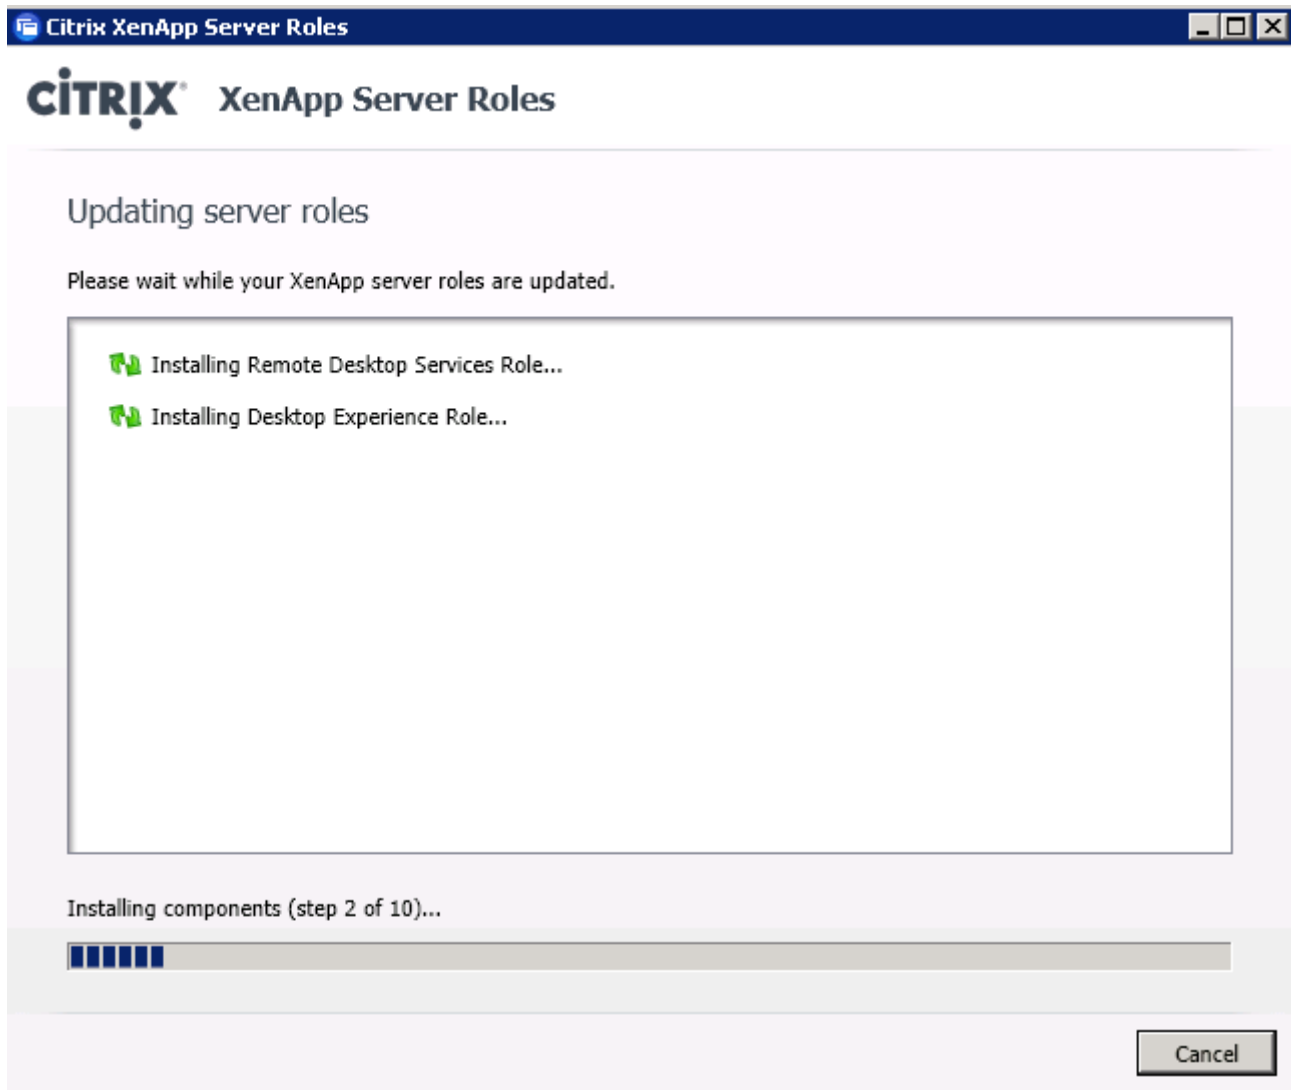 Citrix XenApp Server Roles
CITRIX® XenApp Server Roles
Updating server roles
Please wait while your XenApp server roles are updated.
Installing Remote Desktop Services Role...
Installing Desktop Experience Role...
Installing components (step 2 of 10)...
Cancel